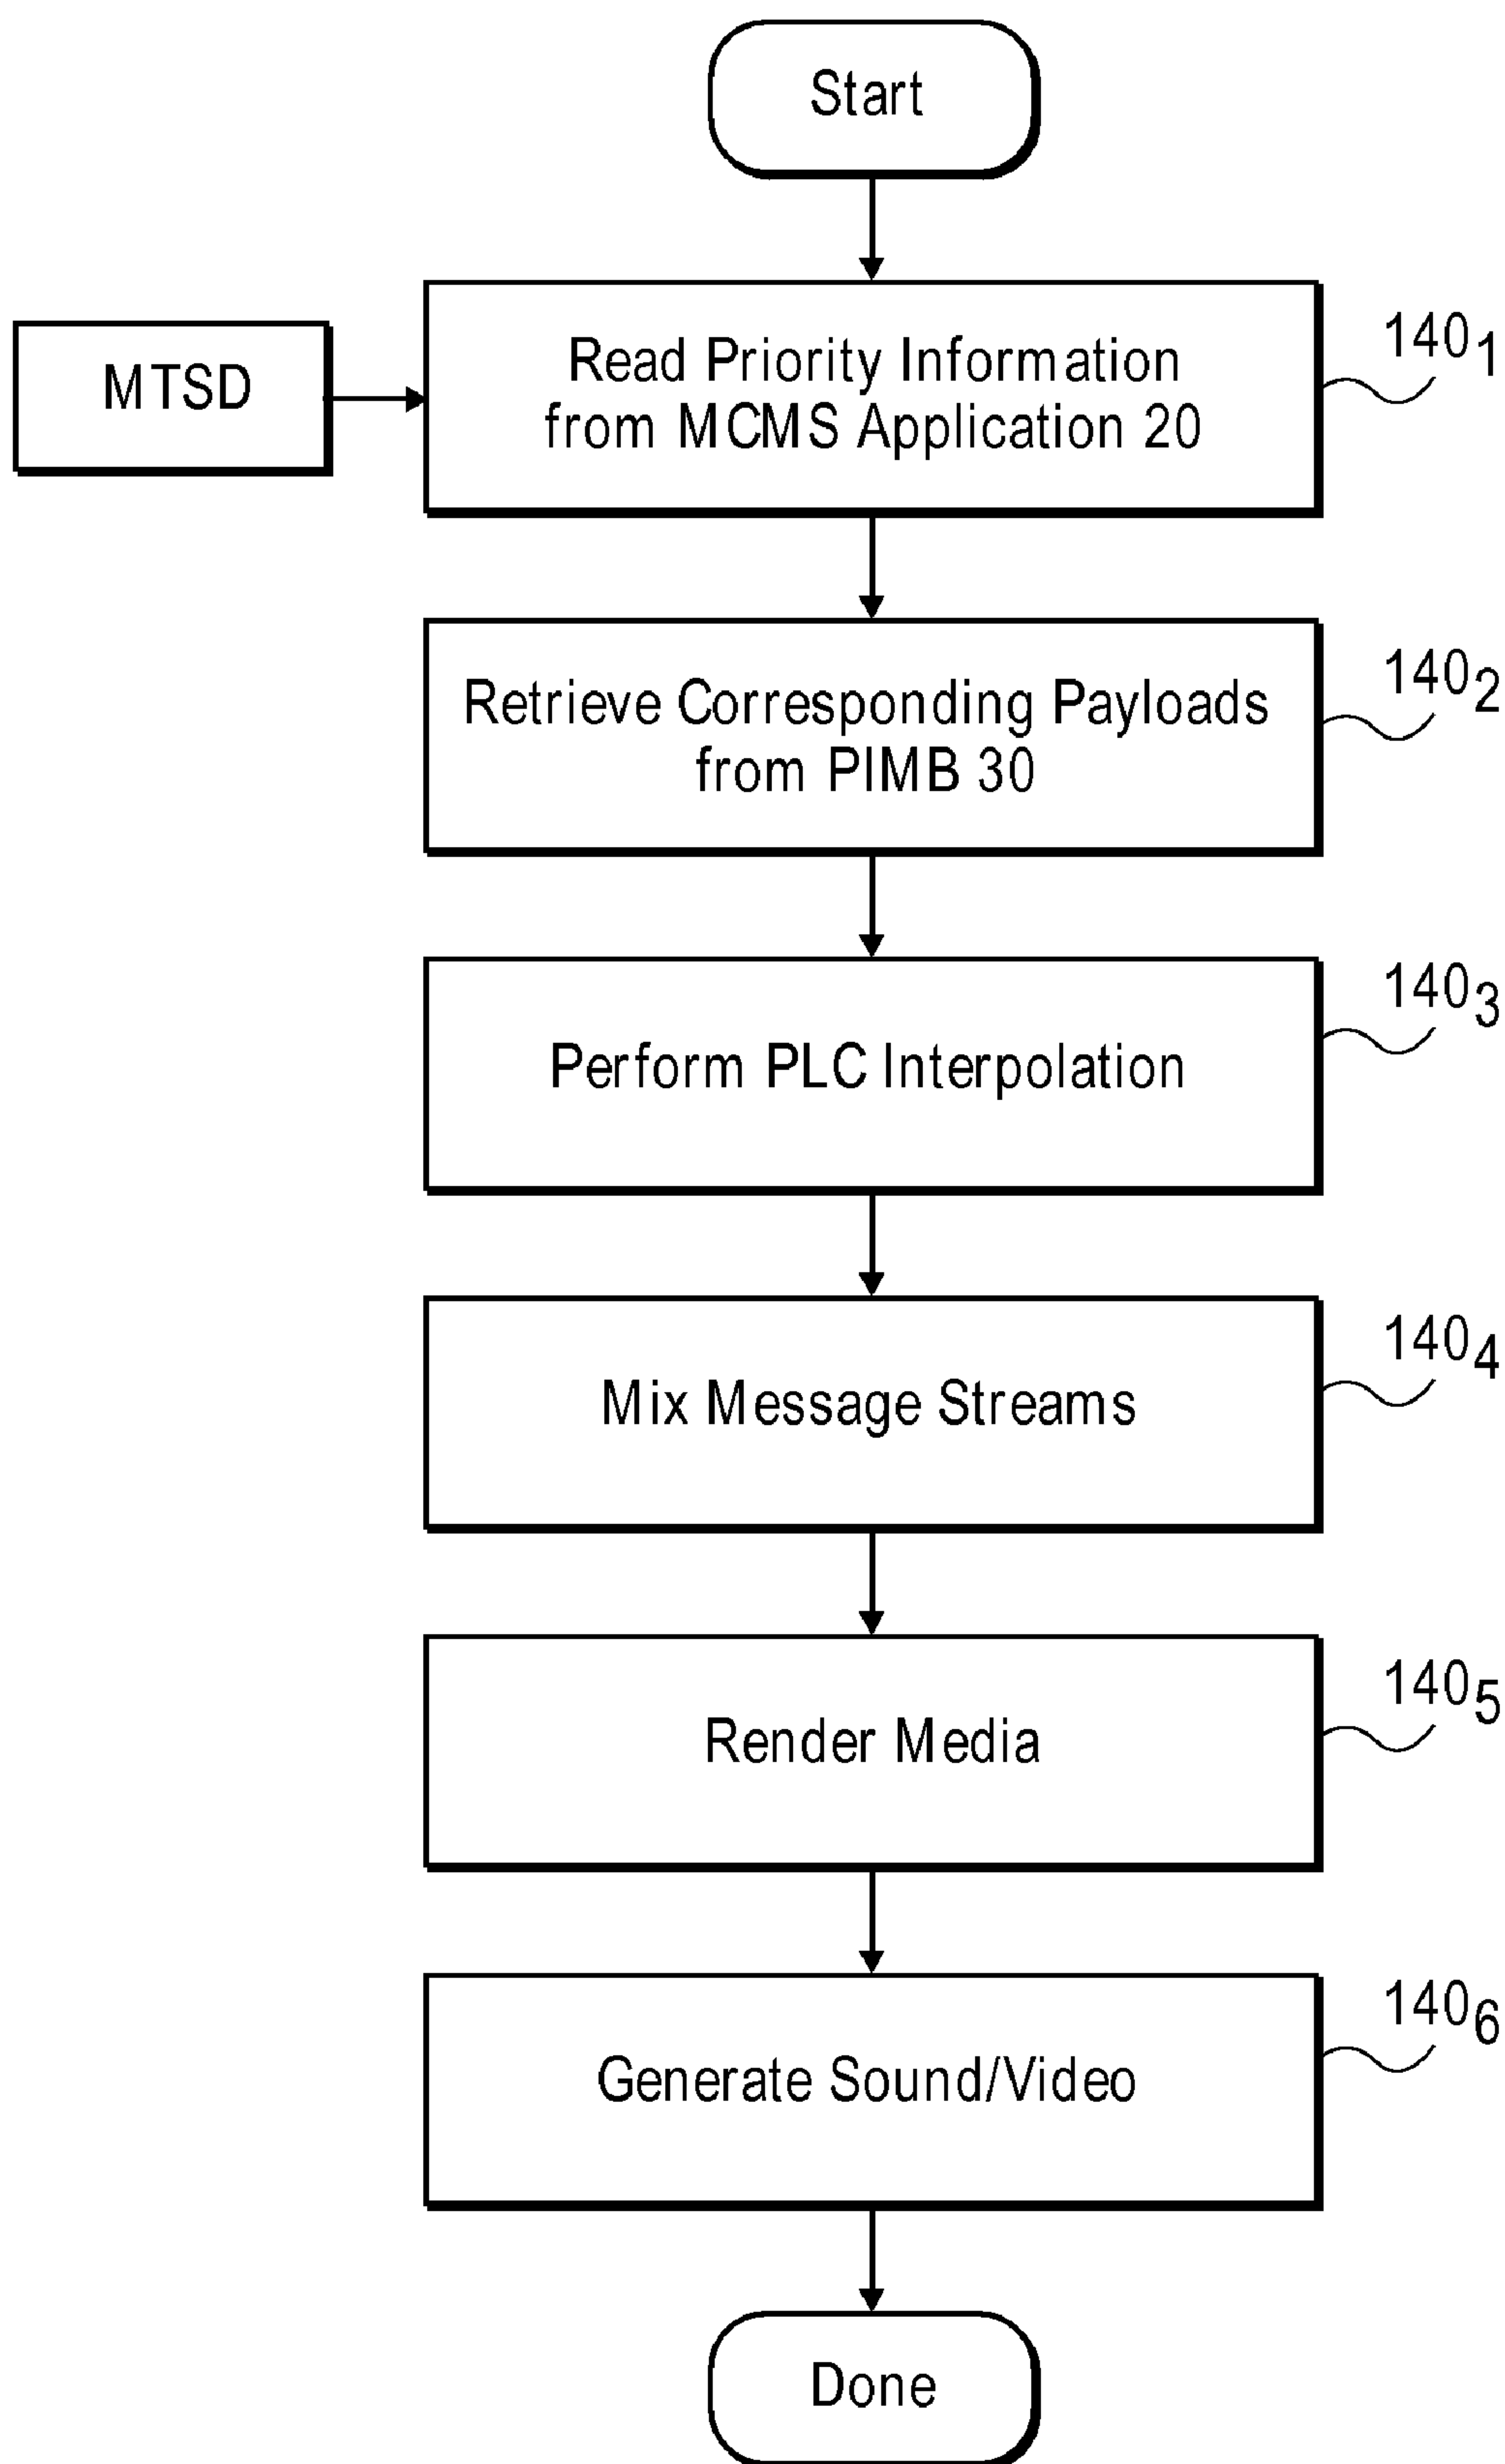 Start
MTSD
Read Priority Information
from MCMS Application 20
140₁
Retrieve Corresponding Payloads
from PIMB 30
140₂
Perform PLC Interpolation
140₃
Mix Message Streams
140₄
Render Media
140₅
Generate Sound/Video
140₆
Done